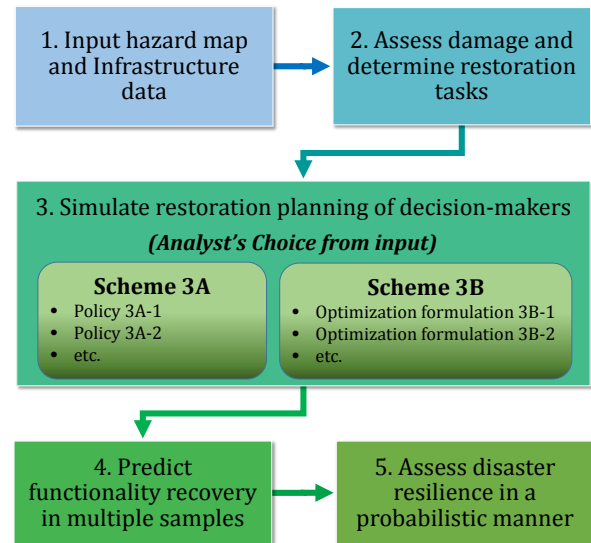 1. Input hazard map
and Infrastructure
data
2. Assess damage and
determine restoration
tasks
3. Simulate restoration planning of decision-makers
(Analyst's Choice from input)
Scheme 3A
• Policy 3A-1
• Policy 3A-2
• etc.
Scheme 3B
• Optimization formulation 3B-1
• Optimization formulation 3B-2
• etc.
4. Predict
functionality recovery
in multiple samples
5. Assess disaster
resilience in a
probabilistic manner